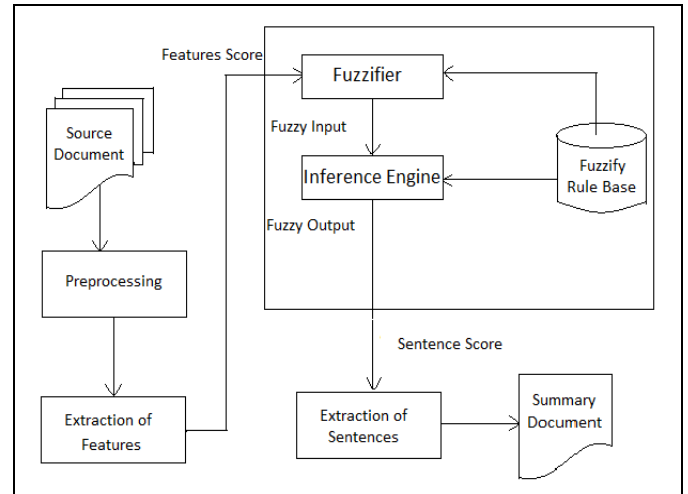 Features Score
Fuzzifier
Source
Document
Fuzzy Input
Fuzzify
Rule Base
Inference Engine
Fuzzy Output
Preprocessing
Sentence Score
Extraction of
Features
Extraction of
Sentences
Summary
Document